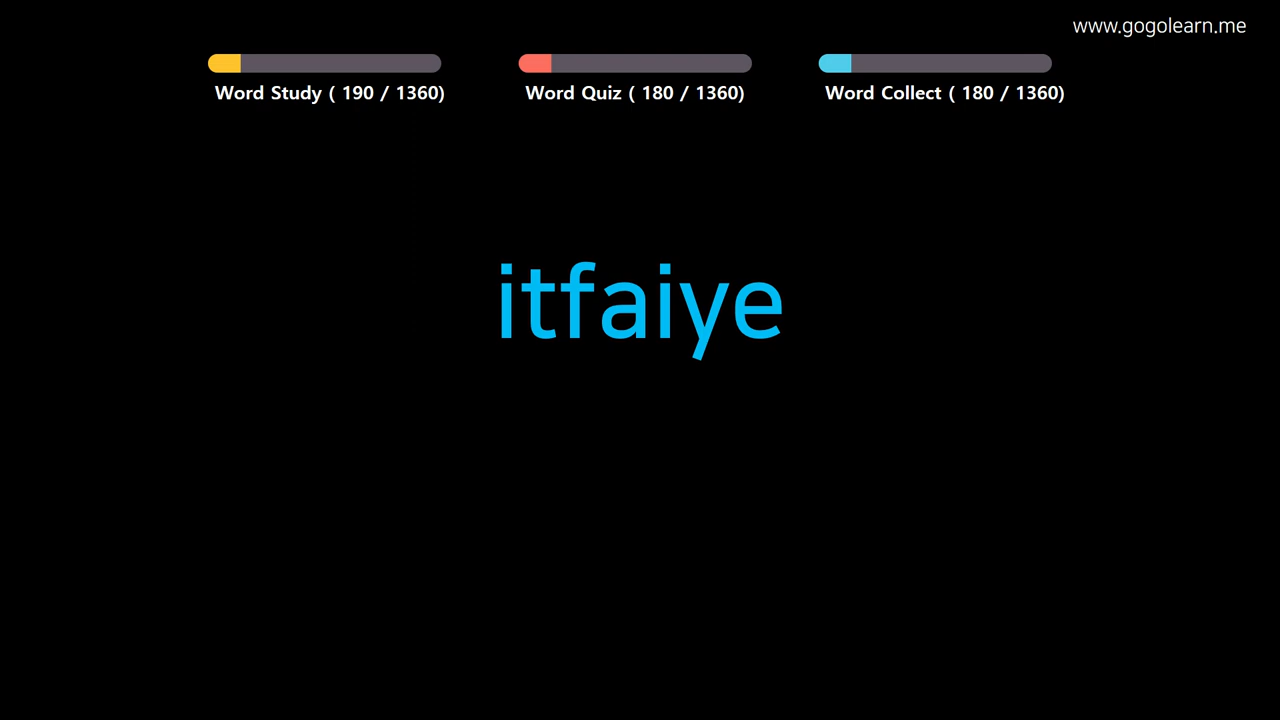 www.gogolearn.me
Word Study ( 190 / 1360)
Word Quiz ( 180 / 1360)
Word Collect ( 180 / 1360)
itfaiye